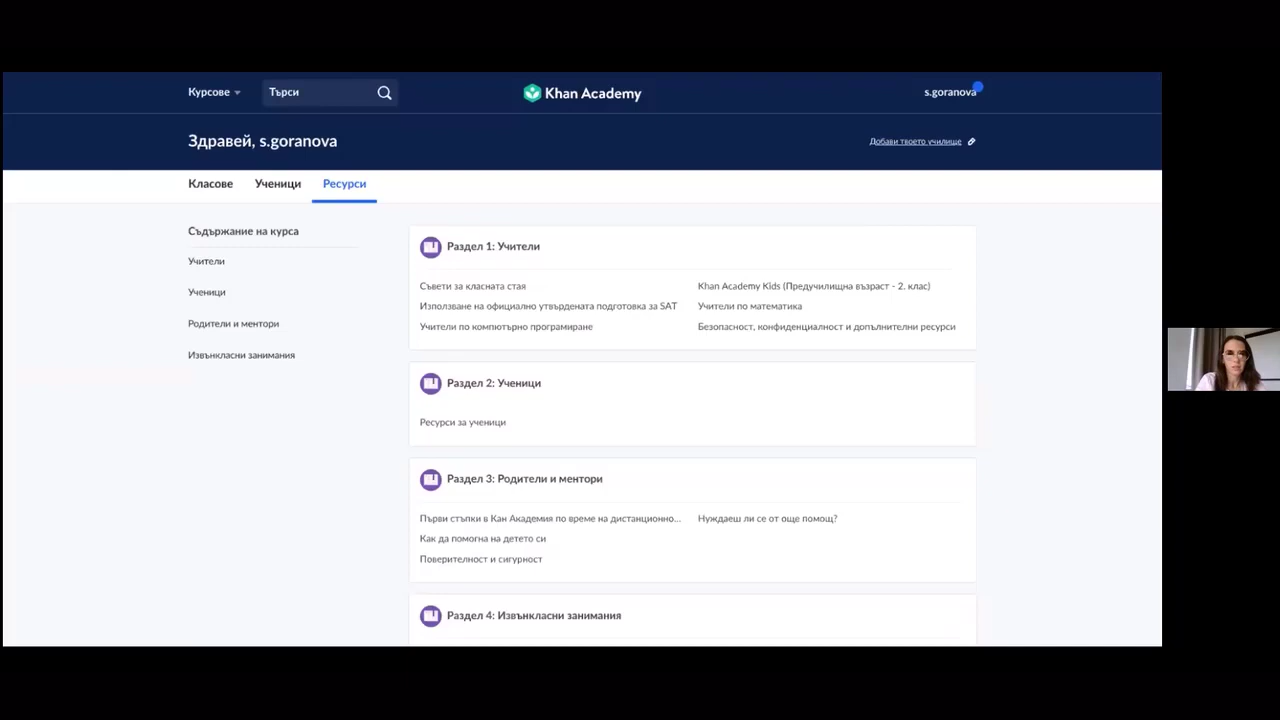 Курсове
Търси
Khan Academy
s.goranova
Здравей, s.goranova
Добави твоето училище
Класове
Ученици
Ресурси
Съдържание на курса
Учители
Ученици
Родители и ментори
Извънкласни занимания
Раздел 1: Учители
Съвети за класната стая
Khan Academy Kids (Предучилищна възраст - 2. клас)
Използване на официално утвърдената подготовка за SAT
Учители по математика
Учители по компютърно програмиране
Безопасност, конфиденциалност и допълнителни ресурси
Раздел 2: Ученици
Ресурси за ученици
Раздел 3: Родители и ментори
Първи стъпки в Кан Академия по време на дистанционно...
Нуждаеш ли се от още помощ?
Как да помогна на детето си
Поверителност и сигурност
Раздел 4: Извънкласни занимания